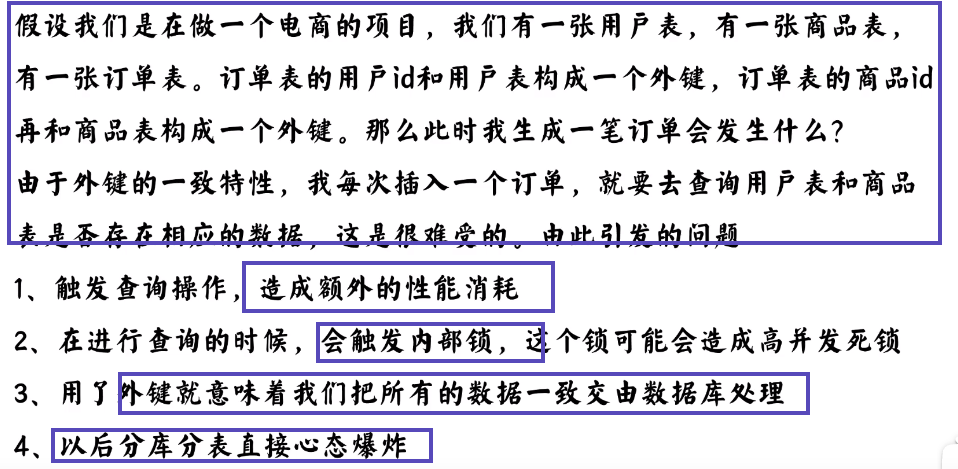 假设我们是在做一个电商的项目，我们有一张用户表，有一张商品表，
有一张订单表。订单表的用户id和用户表构成一个外键，订单表的商品id
再和商品表构成一个外键。那么此时我生成一笔订单会发生什么？
由于外键的一致特性，我每次插入一个订单，就要去查询用户表和商品
表是否存在相应的数据，这是很难受的。由此引发的问题
1、触发查询操作，造成额外的性能消耗
2、在进行查询的时候，会触发内部锁，这个锁可能会造成高并发死锁
3、用了外键就意味着我们把所有的数据一致交由数据库处理
4、以后分库分表直接心态爆炸